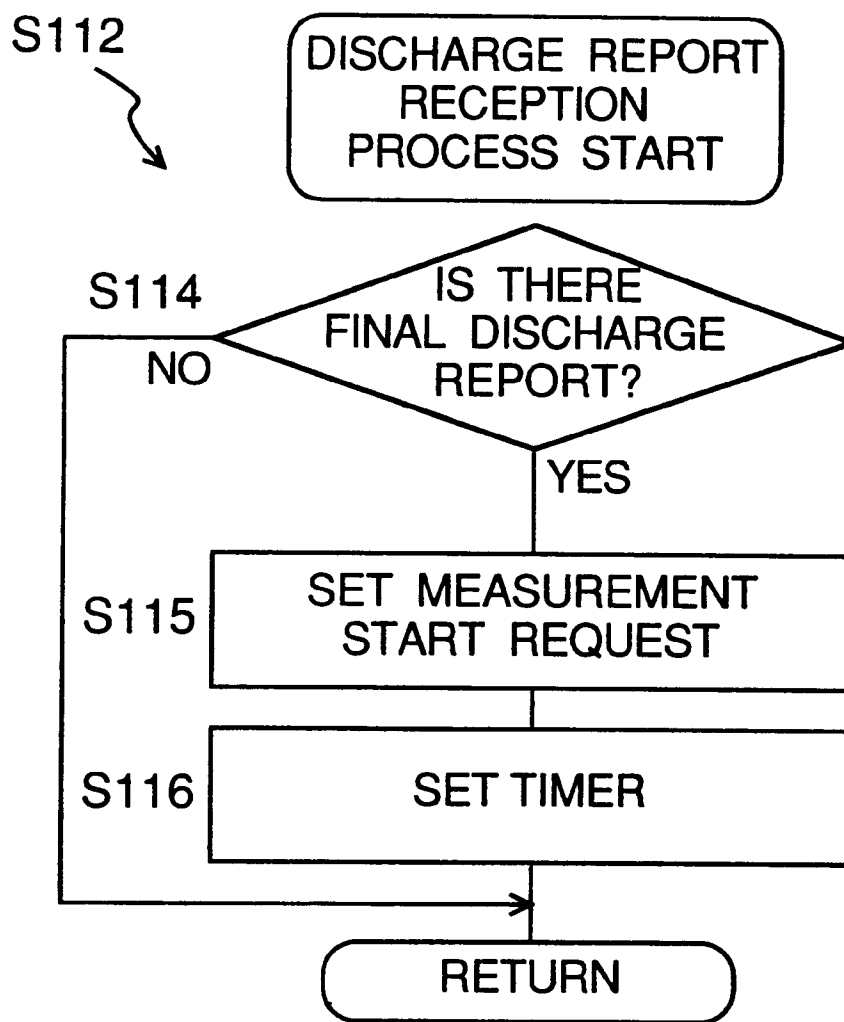 S112
DISCHARGE REPORT
RECEPTION
PROCESS START
S114
IS THERE
FINAL DISCHARGE
REPORT?
NO
YES
S115
SET MEASUREMENT
START REQUEST
S116
SET TIMER
RETURN